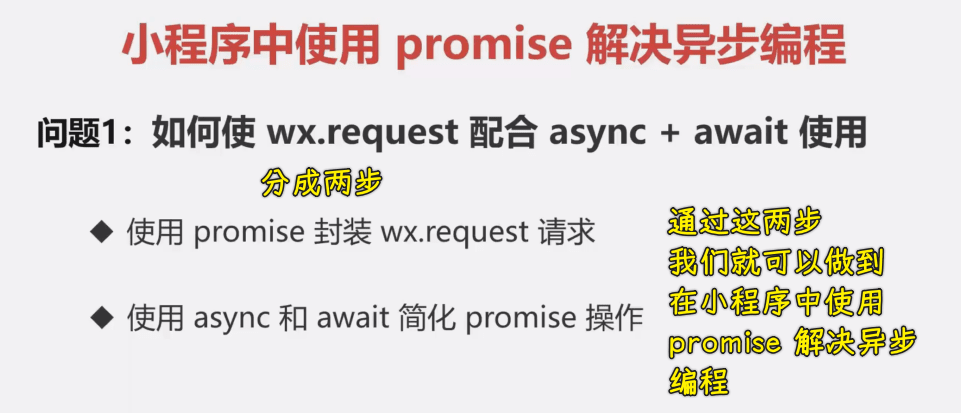 小程序中使用 promise 解决异步编程
问题1：如何使 wx.request 配合 async + await 使用
分成两步
◆ 使用 promise 封装 wx.request 请求
◆ 使用 async 和 await 简化 promise 操作
通过这两步
我们就可以做到
在小程序中使用
promise 解决异步
编程